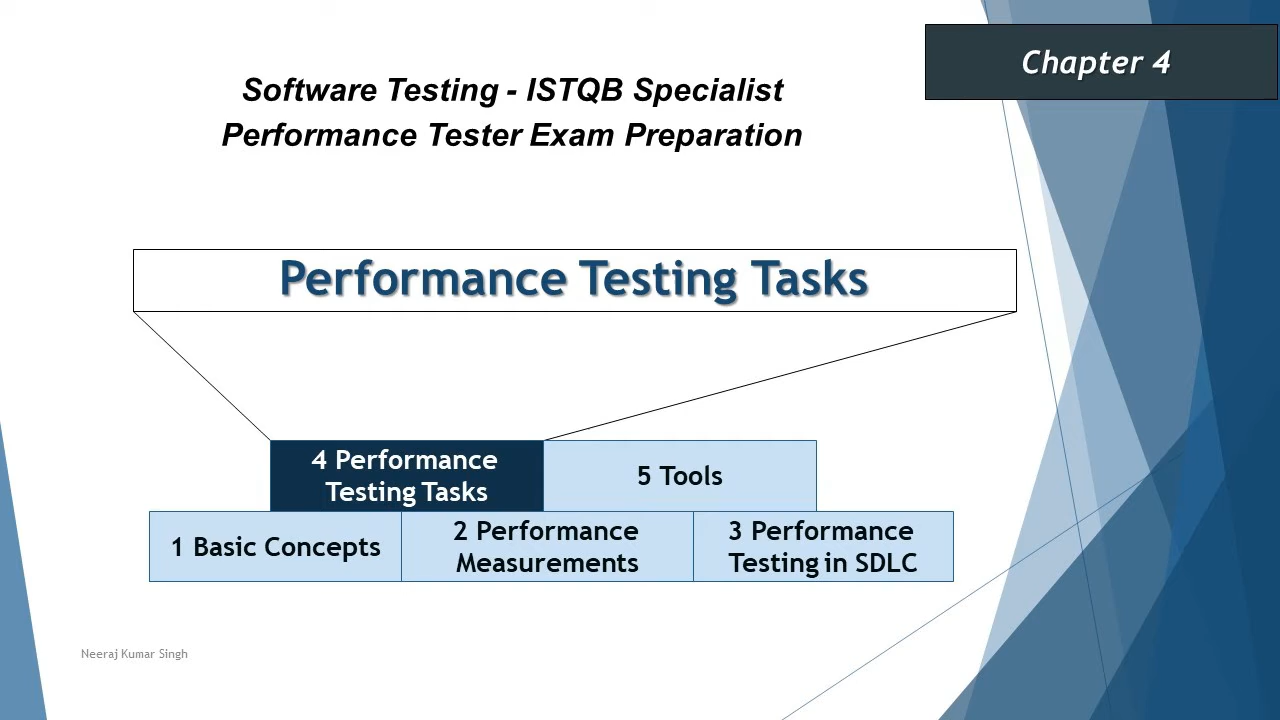 Chapter 4
Software Testing - ISTQB Specialist
Performance Tester Exam Preparation
Performance Testing Tasks
4 Performance
Testing Tasks
5 Tools
1 Basic Concepts
2 Performance
Measurements
3 Performance
Testing in SDLC
Neeraj Kumar Singh